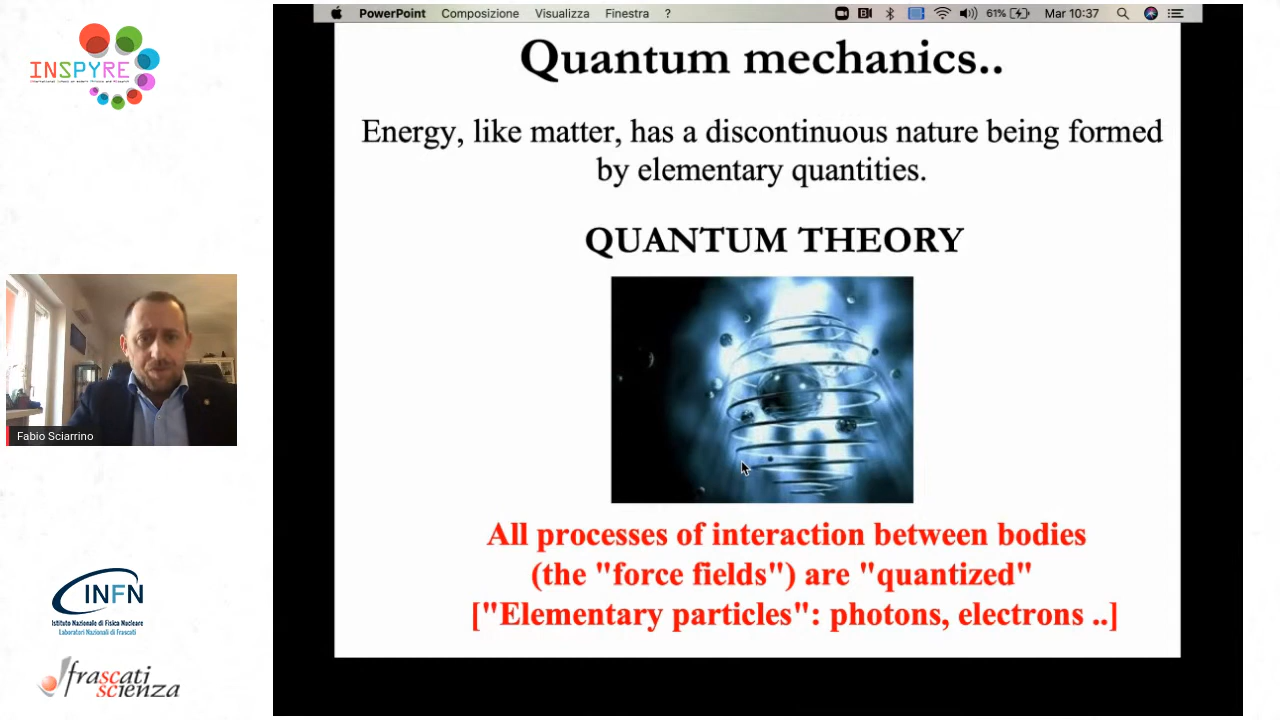 PowerPoint Composizione Visualizza Finestra ? 61% Mar 10:37
INSPYRE
Quantum mechanics..
Energy, like matter, has a discontinuous nature being formed
by elementary quantities.
QUANTUM THEORY
Fabio Sciarrino
All processes of interaction between bodies
(the "force fields") are "quantized"
["Elementary particles": photons, electrons ..]
INFN
Istituto Nazionale di Fisica Nucleare
Laboratori Nazionali di Frascati
frascati
scienza